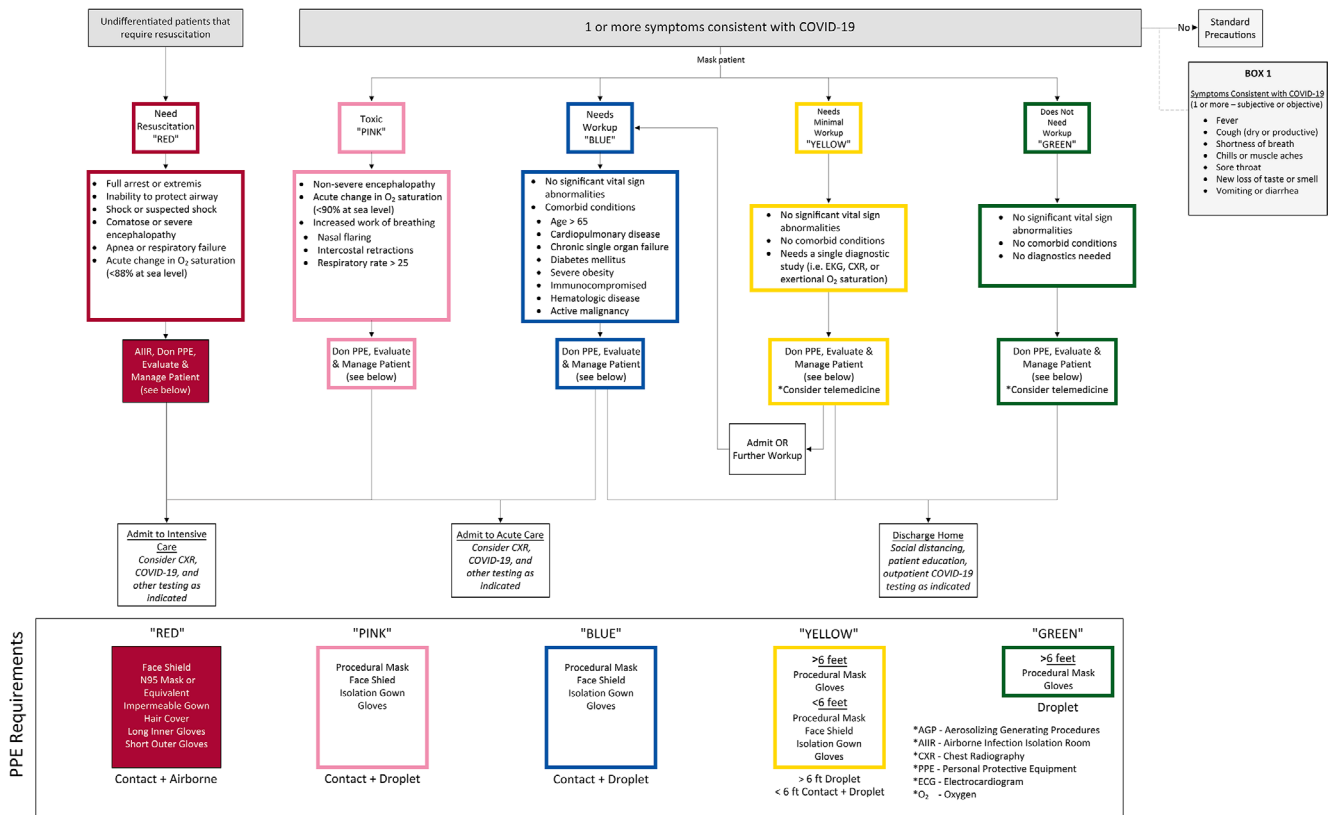 Undifferentiated patients that
require resuscitation
1 or more symptoms consistent with COVID-19
No
Standard
Precautions
Mask patient
BOX 1
Symptoms Consistent with COVID-19
(1 or more – subjective or objective)
• Fever
• Cough (dry or productive)
• Shortness of breath
• Chills or muscle aches
• Sore throat
• New loss of taste or smell
• Vomiting or diarrhea
Need
Resuscitation
"RED"
Toxic
"PINK"
Needs
Workup
"BLUE"
Needs
Minimal
Workup
"YELLOW"
Does Not
Need
Workup
"GREEN"
• Full arrest or extremis
• Inability to protect airway
• Shock or suspected shock
• Comatose or severe
encephalopathy
• Apnea or respiratory failure
• Acute change in O₂ saturation
(<88% at sea level)
• Non-severe encephalopathy
• Acute change in O₂ saturation
(<90% at sea level)
• Increased work of breathing
• Nasal flaring
• Intercostal retractions
• Respiratory rate > 25
• No significant vital sign
abnormalities
• Comorbid conditions
• Age > 65
• Cardiopulmonary disease
• Chronic single organ failure
• Diabetes mellitus
• Severe obesity
• Immunocompromised
• Hematologic disease
• Active malignancy
• No significant vital sign
abnormalities
• No comorbid conditions
• Needs a single diagnostic
study (i.e. EKG, CXR, or
exertional O₂ saturation)
• No significant vital sign
abnormalities
• No comorbid conditions
• No diagnostics needed
AIIR, Don PPE,
Evaluate &
Manage Patient
(see below)
Don PPE, Evaluate
& Manage Patient
(see below)
Don PPE, Evaluate
& Manage Patient
(see below)
Don PPE, Evaluate &
Manage Patient
(see below)
*Consider telemedicine
Don PPE, Evaluate &
Manage Patient
(see below)
*Consider telemedicine
Admit OR
Further Workup
Admit to Intensive
Care
Consider CXR,
COVID-19, and
other testing as
indicated
Admit to Acute Care
Consider CXR,
COVID-19, and
other testing as
indicated
Discharge Home
Social distancing,
patient education,
outpatient COVID-19
testing as indicated
PPE Requirements
"RED"
Face Shield
N95 Mask or
Equivalent
Impermeable Gown
Hair Cover
Long Inner Gloves
Short Outer Gloves
Contact + Airborne
"PINK"
Procedural Mask
Face Shied
Isolation Gown
Gloves
Contact + Droplet
"BLUE"
Procedural Mask
Face Shield
Isolation Gown
Gloves
Contact + Droplet
"YELLOW"
>6 feet
Procedural Mask
Gloves
<6 feet
Procedural Mask
Face Shield
Isolation Gown
Gloves
> 6 ft Droplet
< 6 ft Contact + Droplet
"GREEN"
>6 feet
Procedural Mask
Gloves
Droplet
*AGP - Aerosolizing Generating Procedures
*AIIR - Airborne Infection Isolation Room
*CXR - Chest Radiography
*PPE - Personal Protective Equipment
*ECG - Electrocardiogram
*O₂ - Oxygen